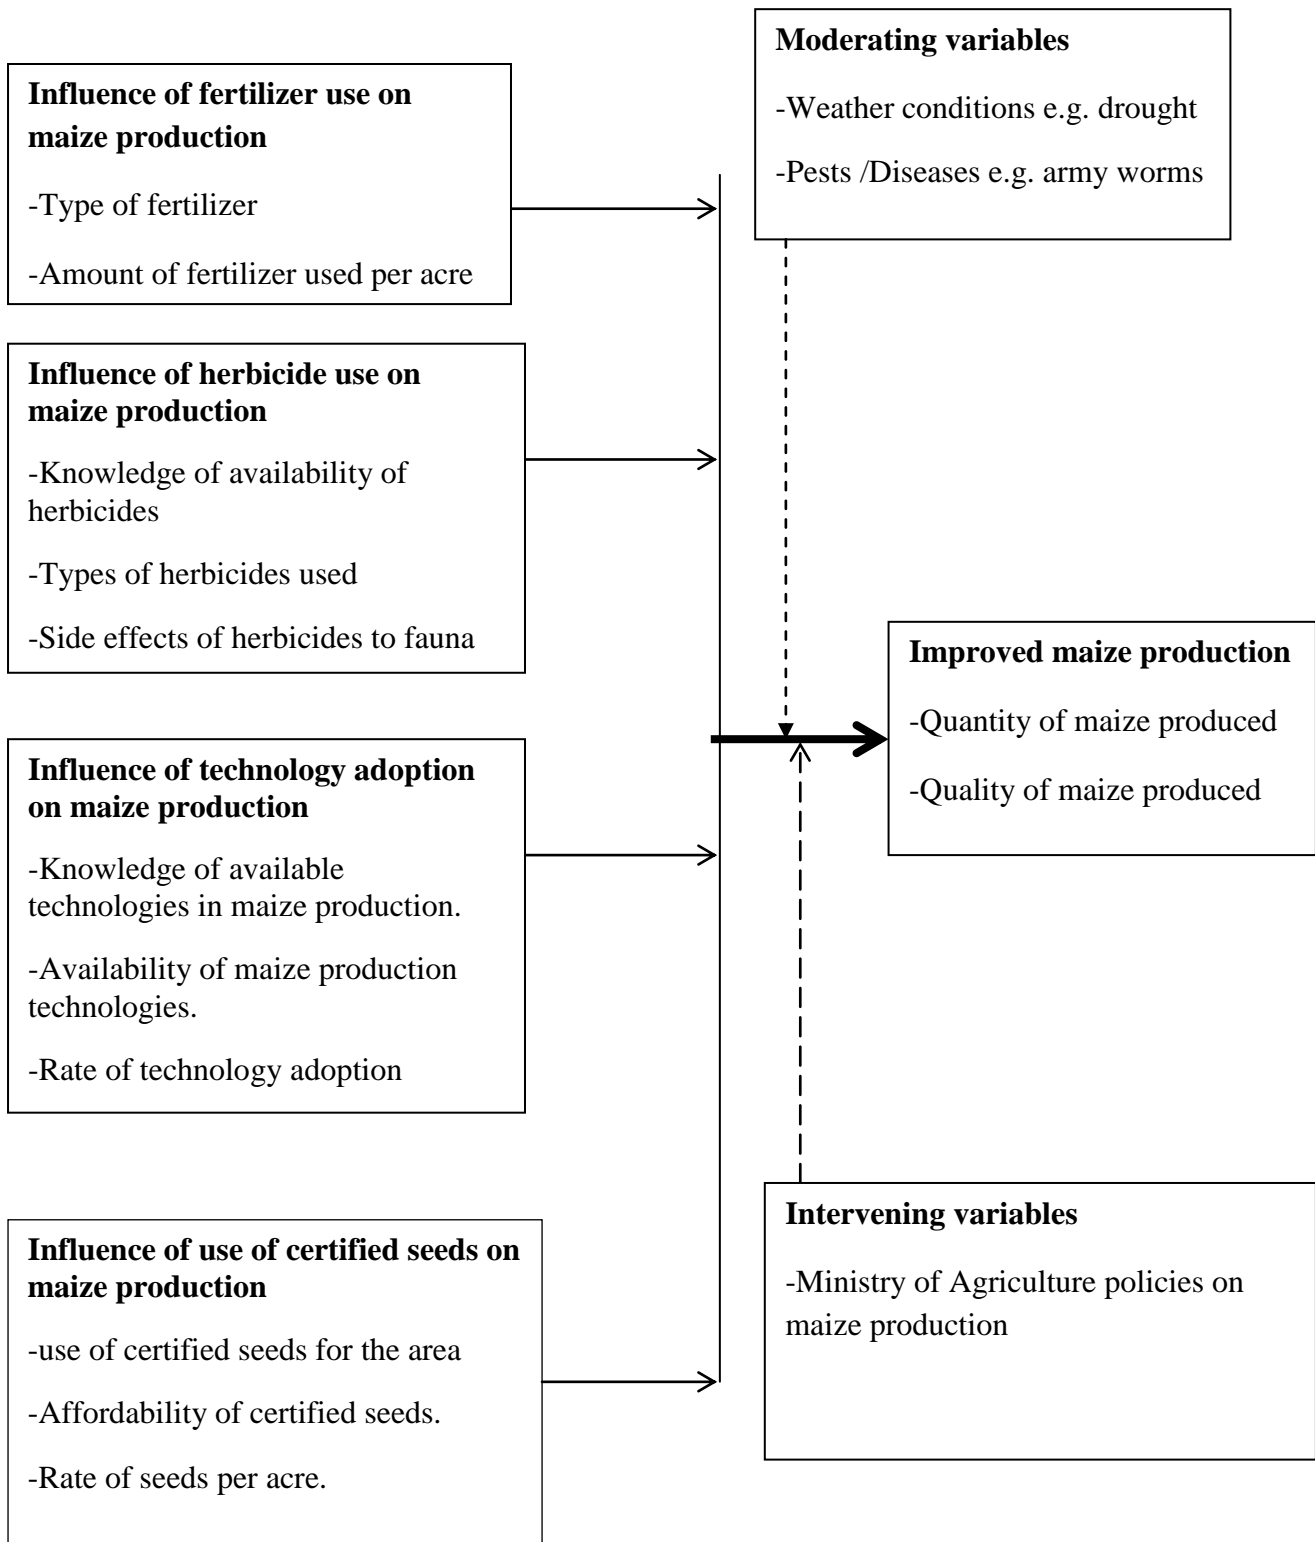 Influence of fertilizer use on
maize production
-Type of fertilizer
-Amount of fertilizer used per acre
Influence of herbicide use on
maize production
-Knowledge of availability of
herbicides
-Types of herbicides used
-Side effects of herbicides to fauna
Influence of technology adoption
on maize production
-Knowledge of available
technologies in maize production.
-Availability of maize production
technologies.
-Rate of technology adoption
Influence of use of certified seeds on
maize production
-use of certified seeds for the area
-Affordability of certified seeds.
-Rate of seeds per acre.
Moderating variables
-Weather conditions e.g. drought
-Pests /Diseases e.g. army worms
Improved maize production
-Quantity of maize produced
-Quality of maize produced
Intervening variables
-Ministry of Agriculture policies on
maize production